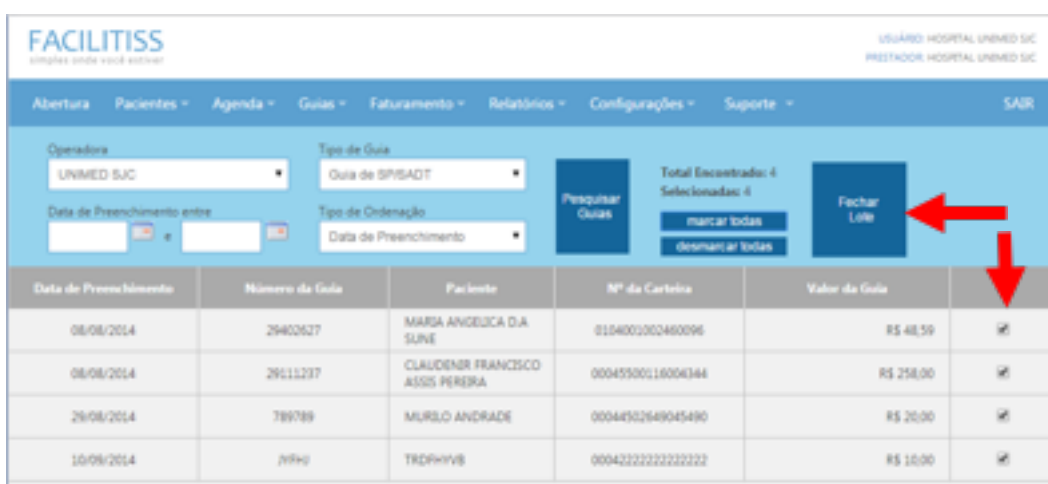 FACILITISS
simples onde você estiver
USUÁRIO: HOSPITAL UNIMED SJC
PRESTADOR: HOSPITAL UNIMED SJC
Abertura Pacientes Agenda Guias Faturamento Relatórios Configurações Suporte SAIR
Operadora Tipo de Guia
UNIMED SJC Guia de SP/SADT
Total Encontrado: 4
Selecionadas: 4
Pesquisar Guias
Fechar Lote
Data de Preenchimento entre Tipo de Ordenação
marcar todas
e Data de Preenchimento
desmarcar todas
Data de Preenchimento Número da Guia Paciente Nº da Carteira Valor da Guia
08/08/2014 29402627 MARIA ANGELICA D.A SUNE 0104001002460096 R$ 48,59
08/08/2014 29111237 CLAUDENIR FRANCISCO ASSIS PEREIRA 00045500116004344 R$ 258,00
29/08/2014 789789 MURILO ANDRADE 00044502649045490 R$ 20,00
10/09/2014 00042222222222222 R$ 10,00